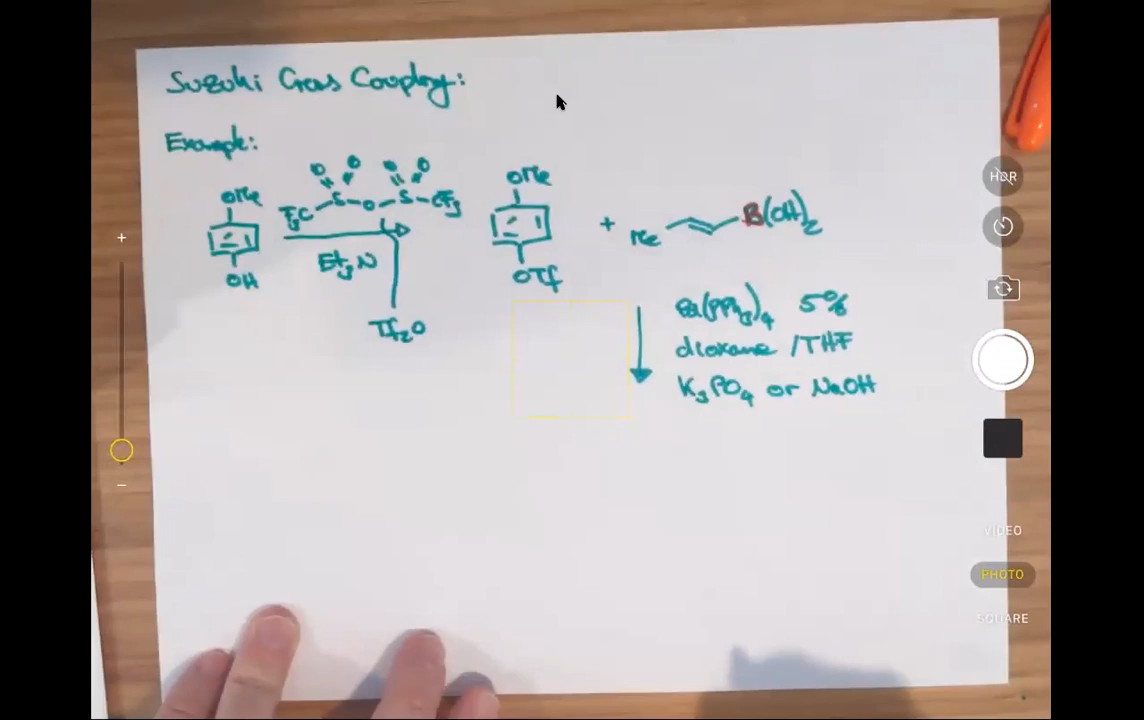 Suzuki Cross Coupling:
Example:
O O O O
OMe F3C S O S CF3 OMe
+ Me B(OH)2
Et3N
OH OTf
Tf2O
Pd(PPh3)4 5%
dioxane / THF
K3PO4 or NaOH
HDR
VIDEO
PHOTO
SQUARE